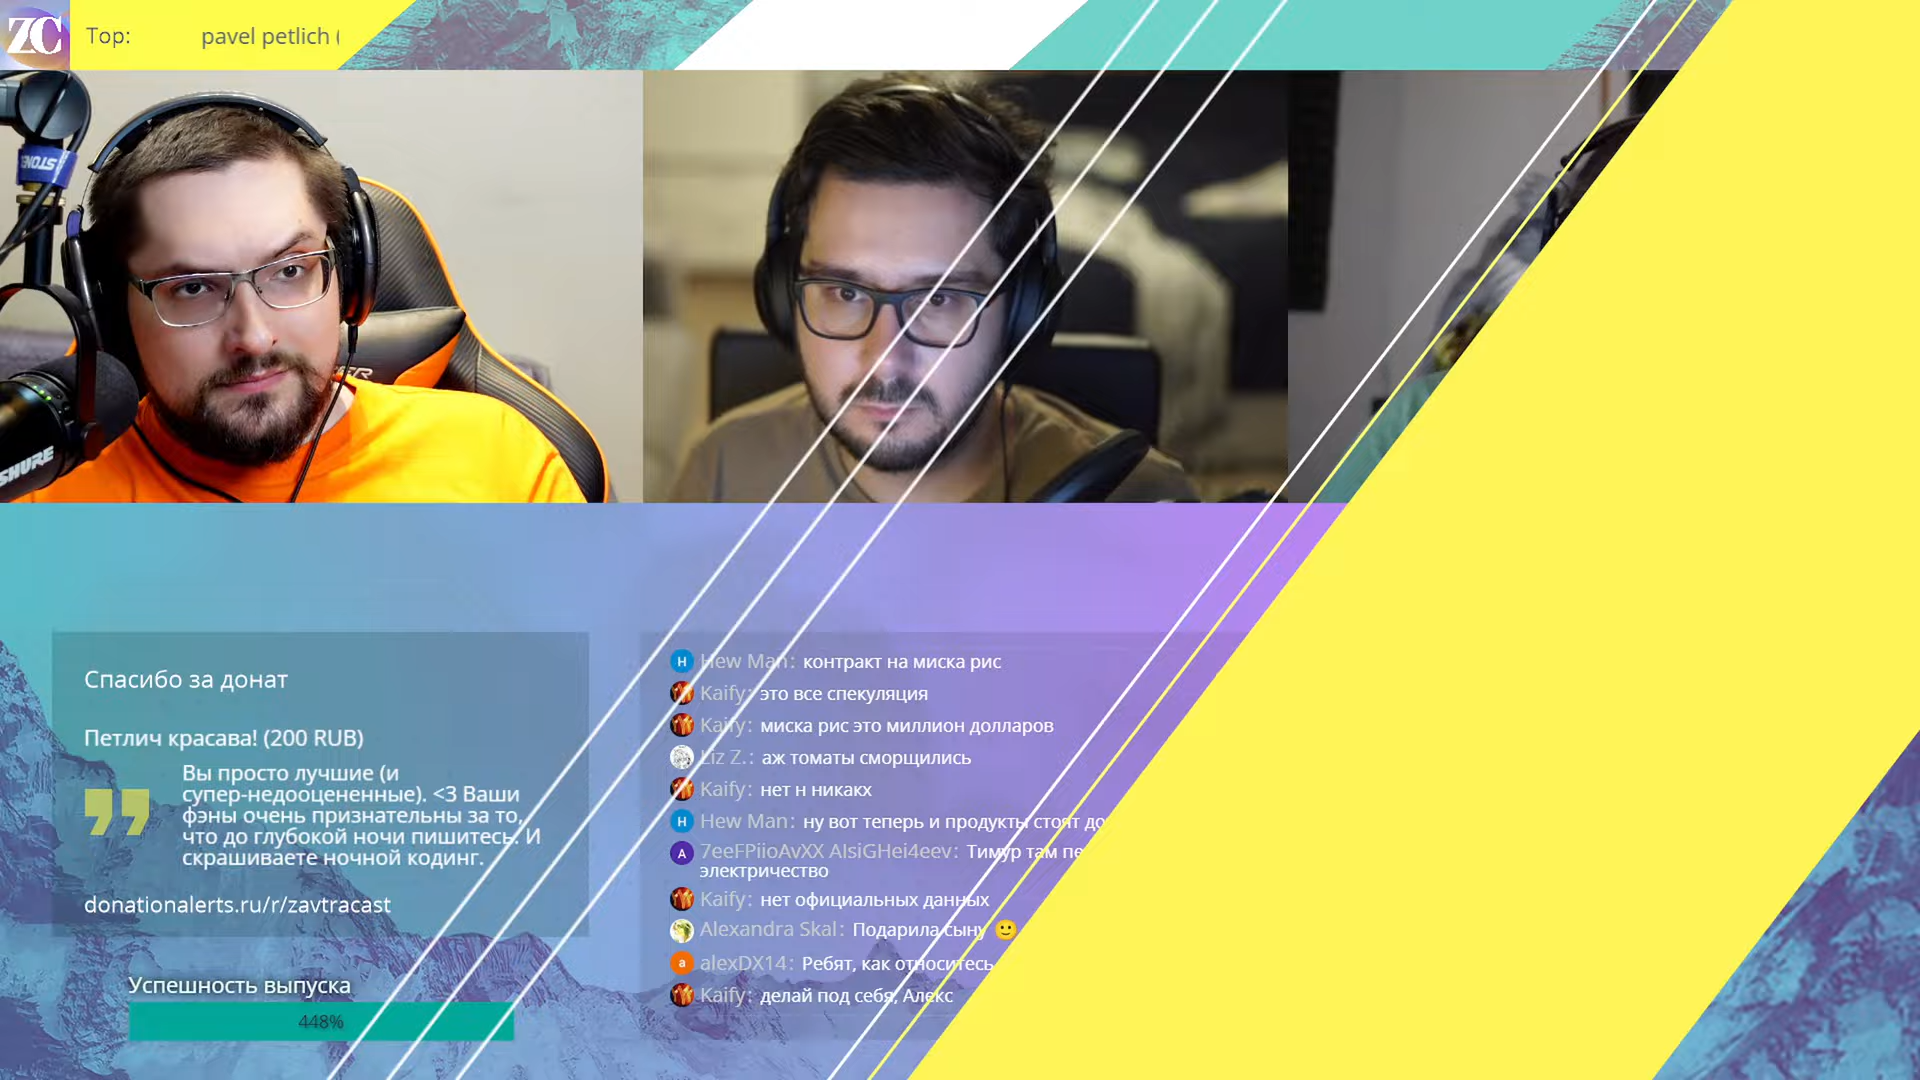 ZC
Top:
pavel petlich (
STONER
SHURE
Спасибо за донат
Петлич красава! (200 RUB)
Вы просто лучшие (и
супер-недооцененные). <3 Ваши
фэны очень признательны за то,
что до глубокой ночи пишитесь. И
скрашиваете ночной кодинг.
donationalerts.ru/r/zavtracast
Успешность выпуска
448%
H Hew Man: контракт на миска рис
Kaify: это все спекуляция
Kaify: миска рис это миллион долларов
Liz Z.: аж томаты сморщились
Kaify: нет н никакх
H Hew Man: ну вот теперь и продукты стоят до
A 7eeFPiioAvXX AIsiGHei4eev: Тимур там пе
электричество
Kaify: нет официальных данных
Alexandra Skal: Подарила сыну 🙂
a alexDX14: Ребят, как относитесь
Kaify: делай под себя, Алекс